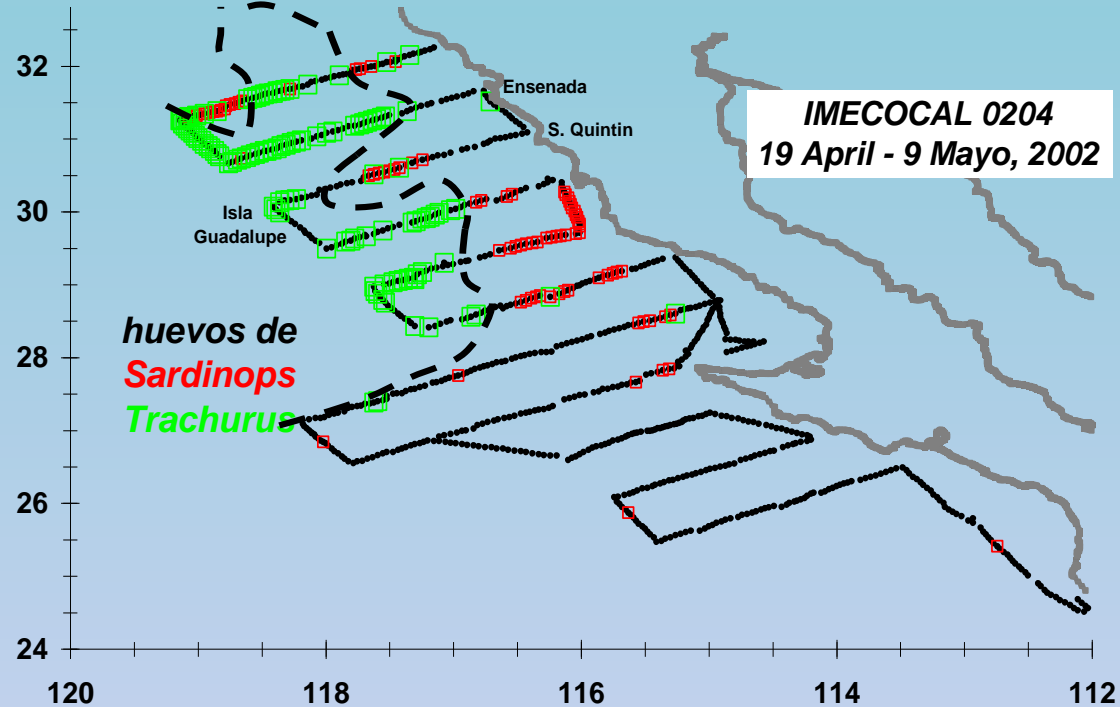 32
Ensenada
IMECOCAL 0204
19 April - 9 Mayo, 2002
S. Quintin
30
Isla
Guadalupe
huevos de
Sardinops
Trachurus
28
26
24
120
118
116
114
112